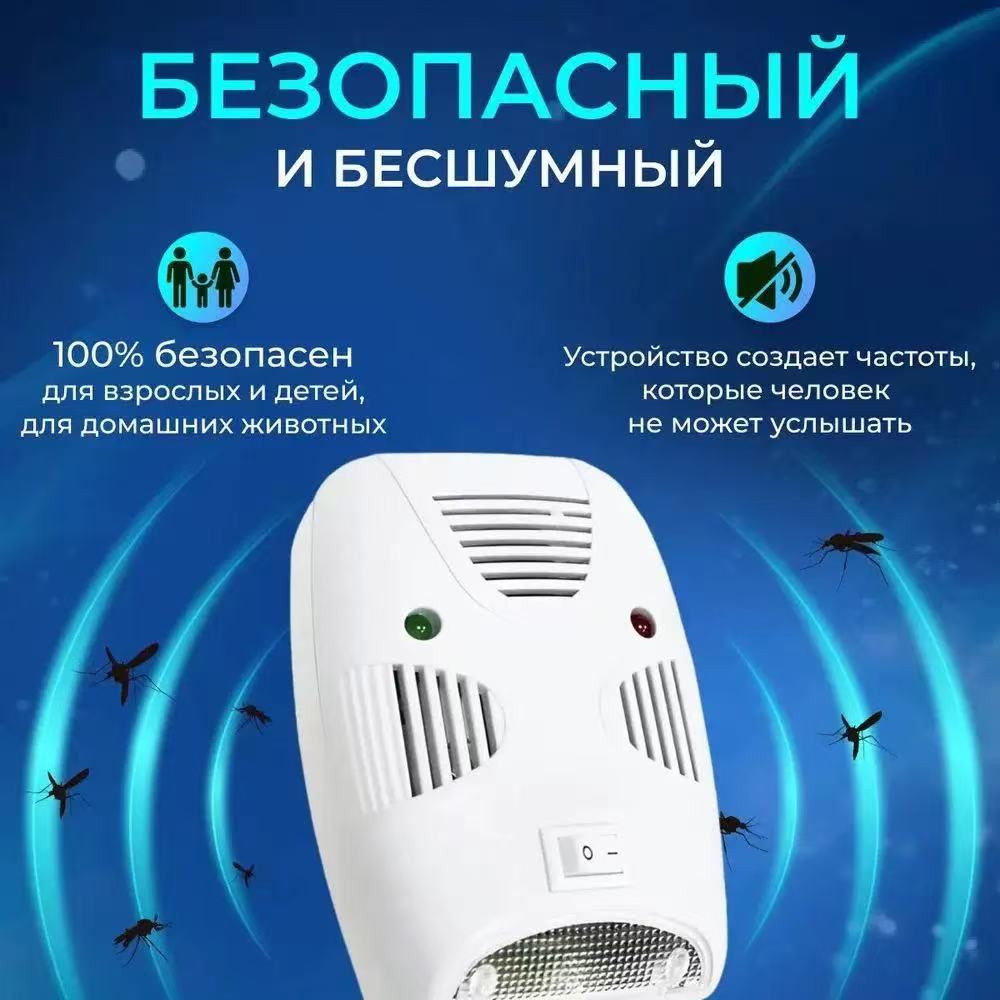 БЕЗОПАСНЫЙ
И БЕСШУМНЫЙ
100% безопасен
для взрослых и детей,
для домашних животных
Устройство создает частоты,
которые человек
не может услышать
O –